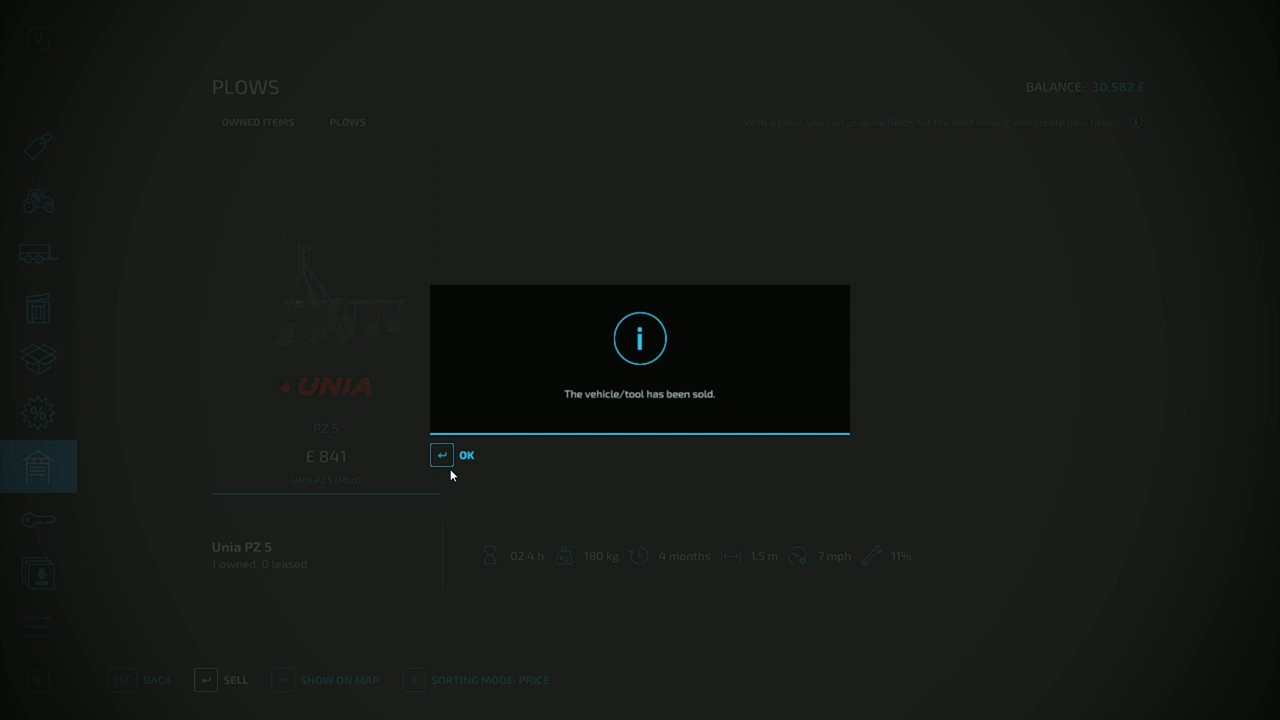 PLOWS
BALANCE: 30,582 £
OWNED ITEMS PLOWS
With a plow, you can prepare fields for the next sowing and create new fields.
UNIA
PZ S
£ 841
UNIA PZ S (Mod)
i
The vehicle/tool has been sold.
OK
Unia PZ S
1 owned, 0 leased
02.4 h 180 kg 4 months 1.5 m 7 mph 11%
ESC BACK SELL SHOW ON MAP SORTING MODE: PRICE